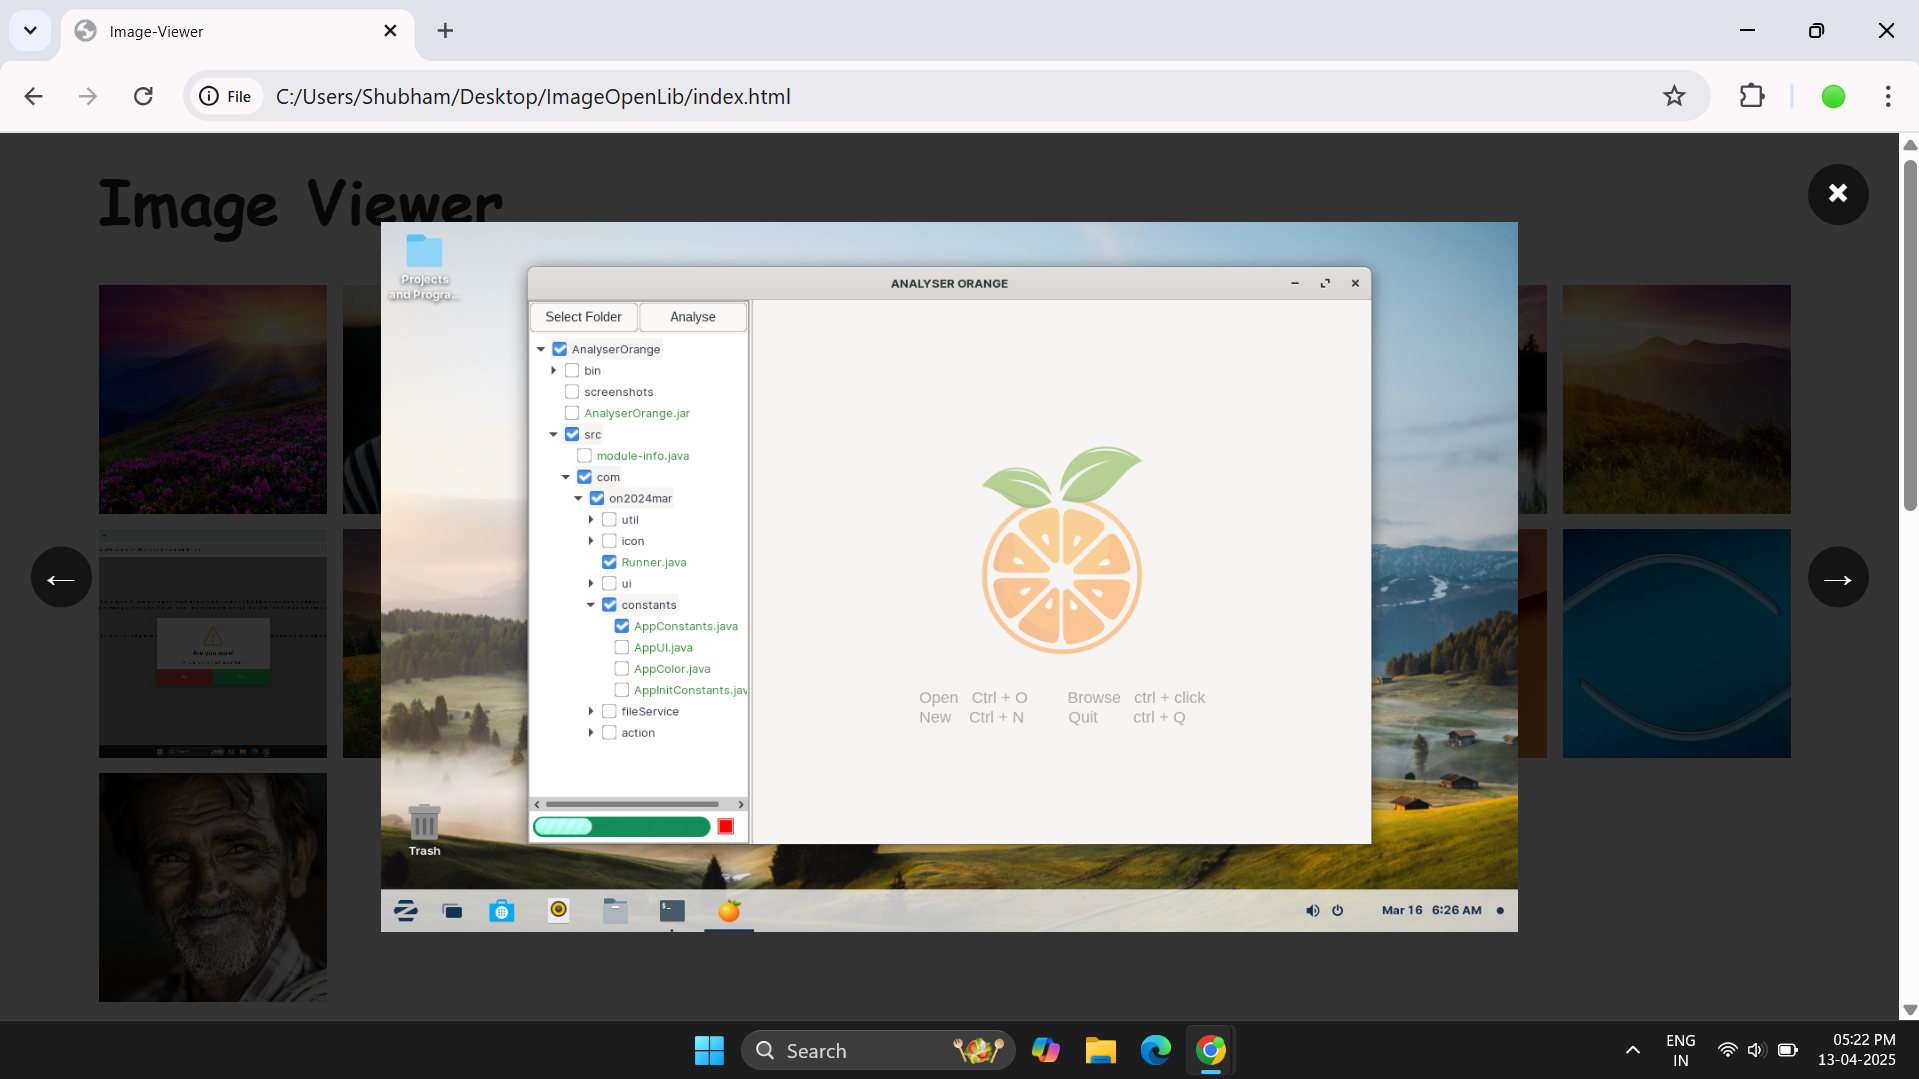 Image-Viewer
File
C:/Users/Shubham/Desktop/ImageOpenLib/index.html
Image Viewer
Projects
and Progra...
ANALYSER ORANGE
Select Folder
Analyse
AnalyserOrange
bin
screenshots
AnalyserOrange.jar
src
module-info.java
com
on2024mar
util
icon
Runner.java
ui
constants
AppConstants.java
AppUI.java
AppColor.java
AppInitConstants.jav
fileService
action
Open Ctrl + O Browse ctrl + click
New Ctrl + N Quit ctrl + Q
Are you sure!
Trash
Mar 16 6:26 AM
Search
ENG
IN
05:22 PM
13-04-2025